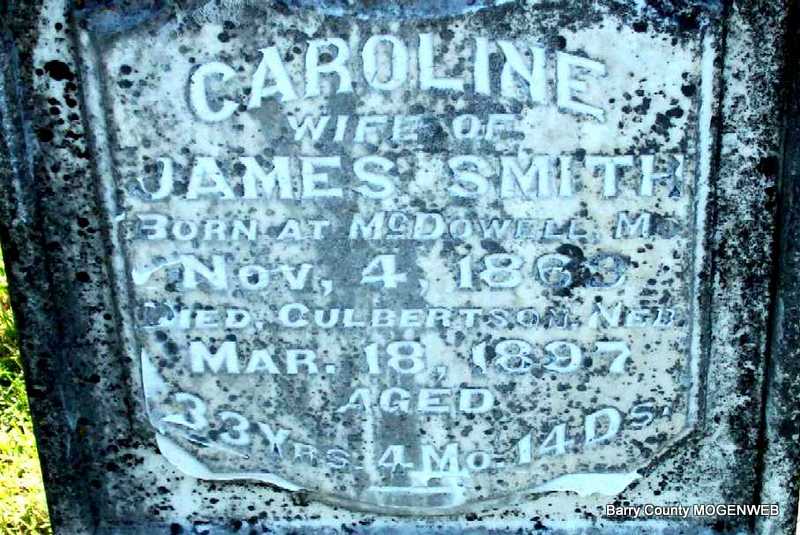 CAROLINE
WIFE OF
JAMES SMITH
BORN AT McDOWELL, Mo
Nov, 4, 1863
DIED, CULBERTSON, NEB
MAR. 18, 1897
AGED
33 YRS. 4 Mo. 14 Ds.
Barry County MOGENWEB